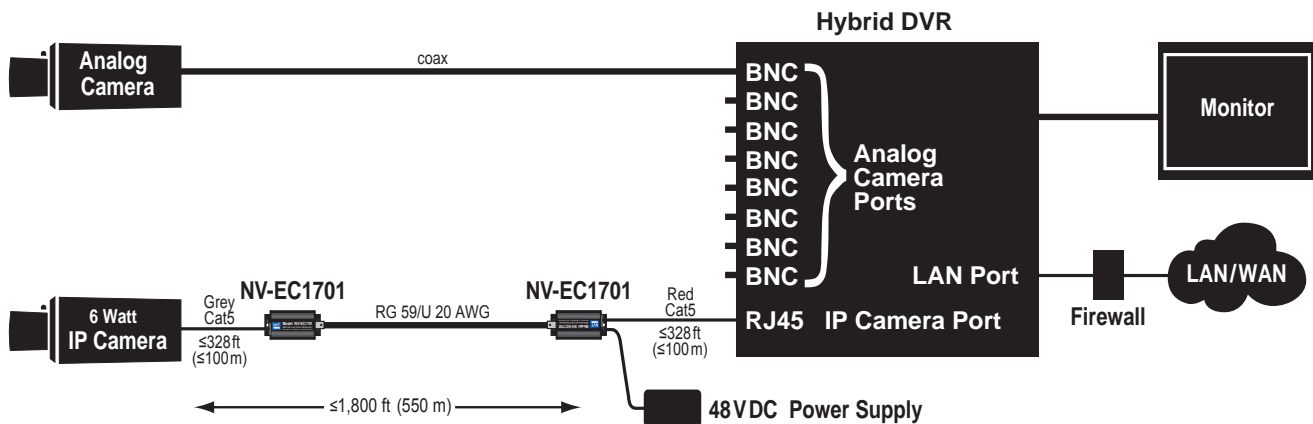 Hybrid DVR
Analog
Camera
coax
BNC
BNC
BNC
BNC
BNC
BNC
BNC
BNC
Analog
Camera
Ports
Monitor
LAN Port
LAN/WAN
Firewall
6 Watt
IP Camera
Grey
Cat5
≤328ft
(≤100m)
NV-EC1701
RG 59/U 20 AWG
NV-EC1701
Red
Cat5
≤328ft
(≤100m)
RJ45 IP Camera Port
≤1,800 ft (550 m)
48VDC Power Supply